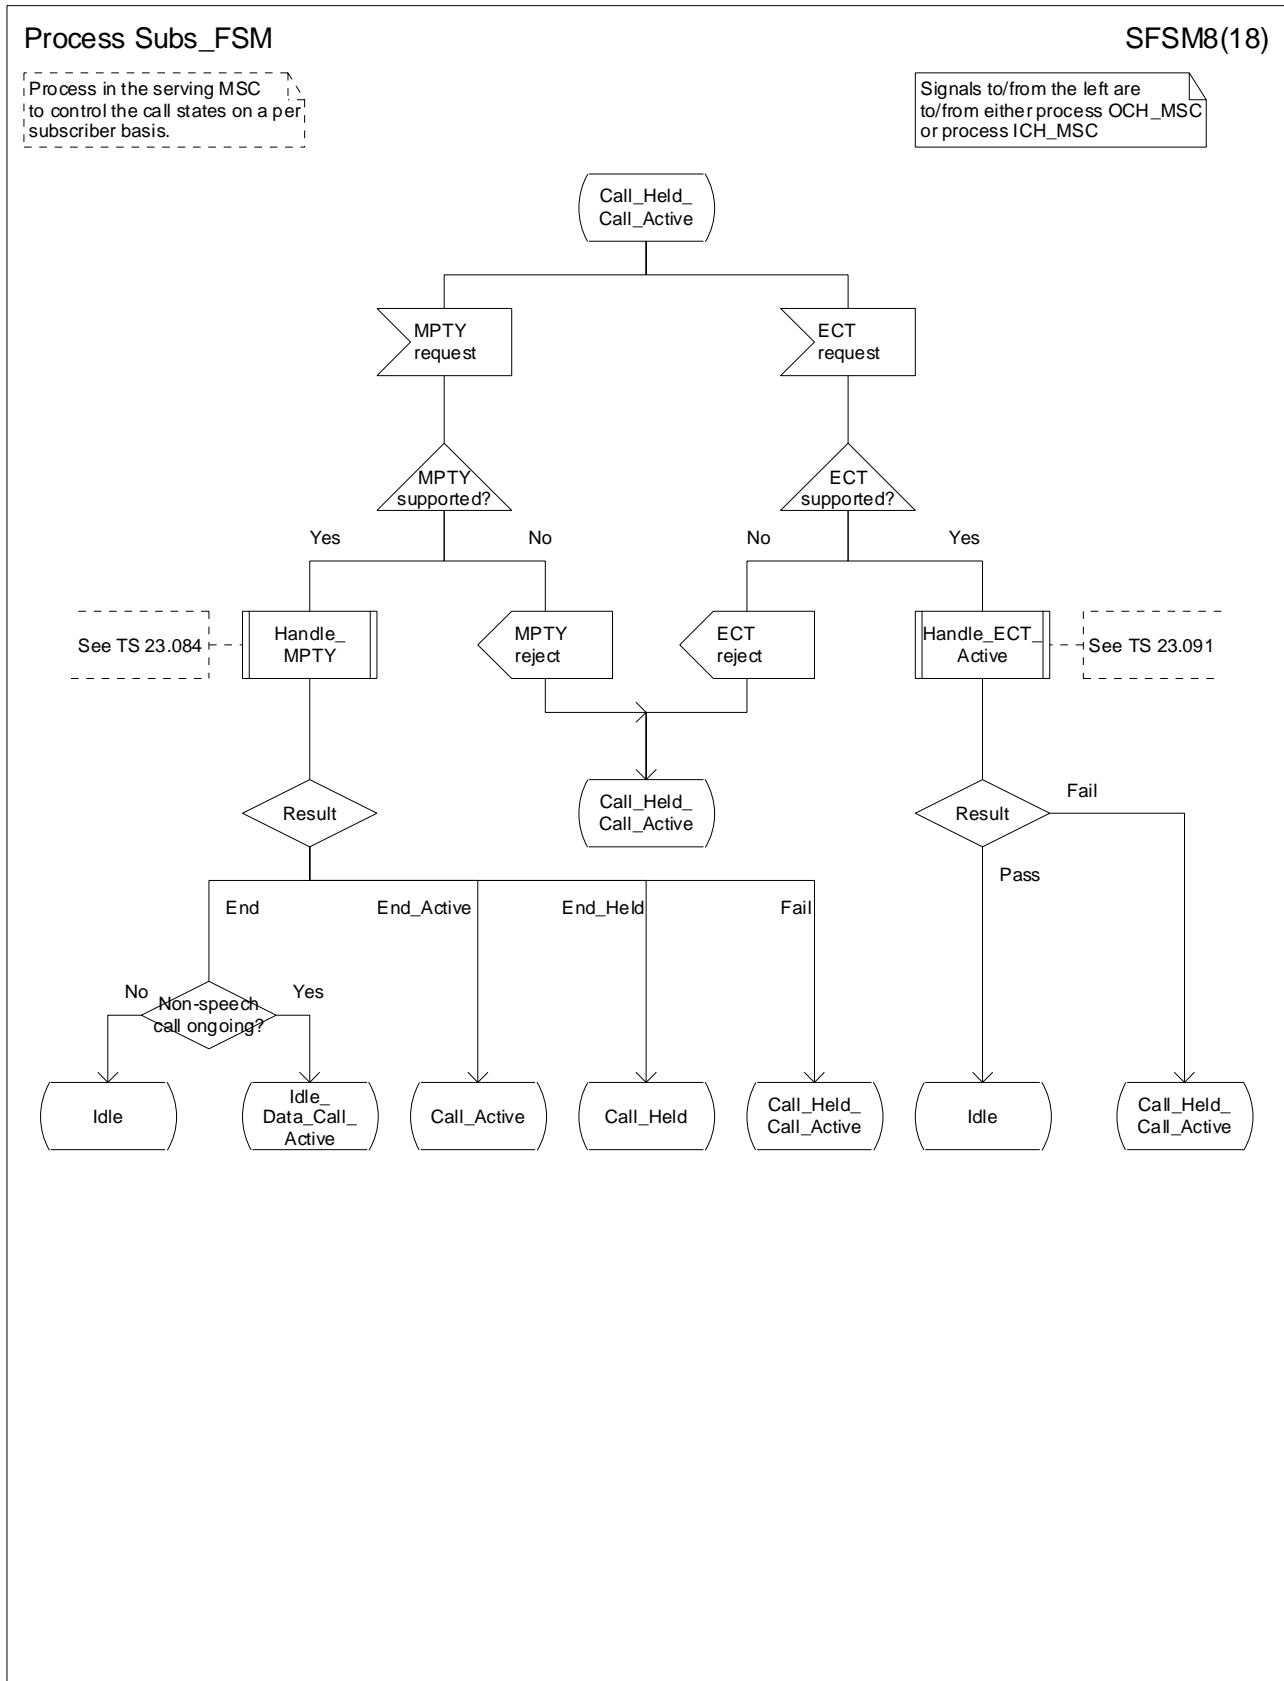 Process Subs_FSM
SFSM8(18)
Process in the serving MSC
to control the call states on a per
subscriber basis.
Signals to/from the left are
to/from either process OCH_MSC
or process ICH_MSC
Call_Held_
Call_Active
MPTY
request
ECT
request
MPTY
supported?
ECT
supported?
Yes
No
No
Yes
See TS 23.084
Handle_
MPTY
MPTY
reject
ECT
reject
Handle_ECT_
Active
See TS 23.091
Result
Call_Held_
Call_Active
Result
Fail
Pass
End
End_Active
End_Held
Fail
No
Non-speech
call ongoing?
Yes
Idle
Idle_
Data_Call_
Active
Call_Active
Call_Held
Call_Held_
Call_Active
Idle
Call_Held_
Call_Active